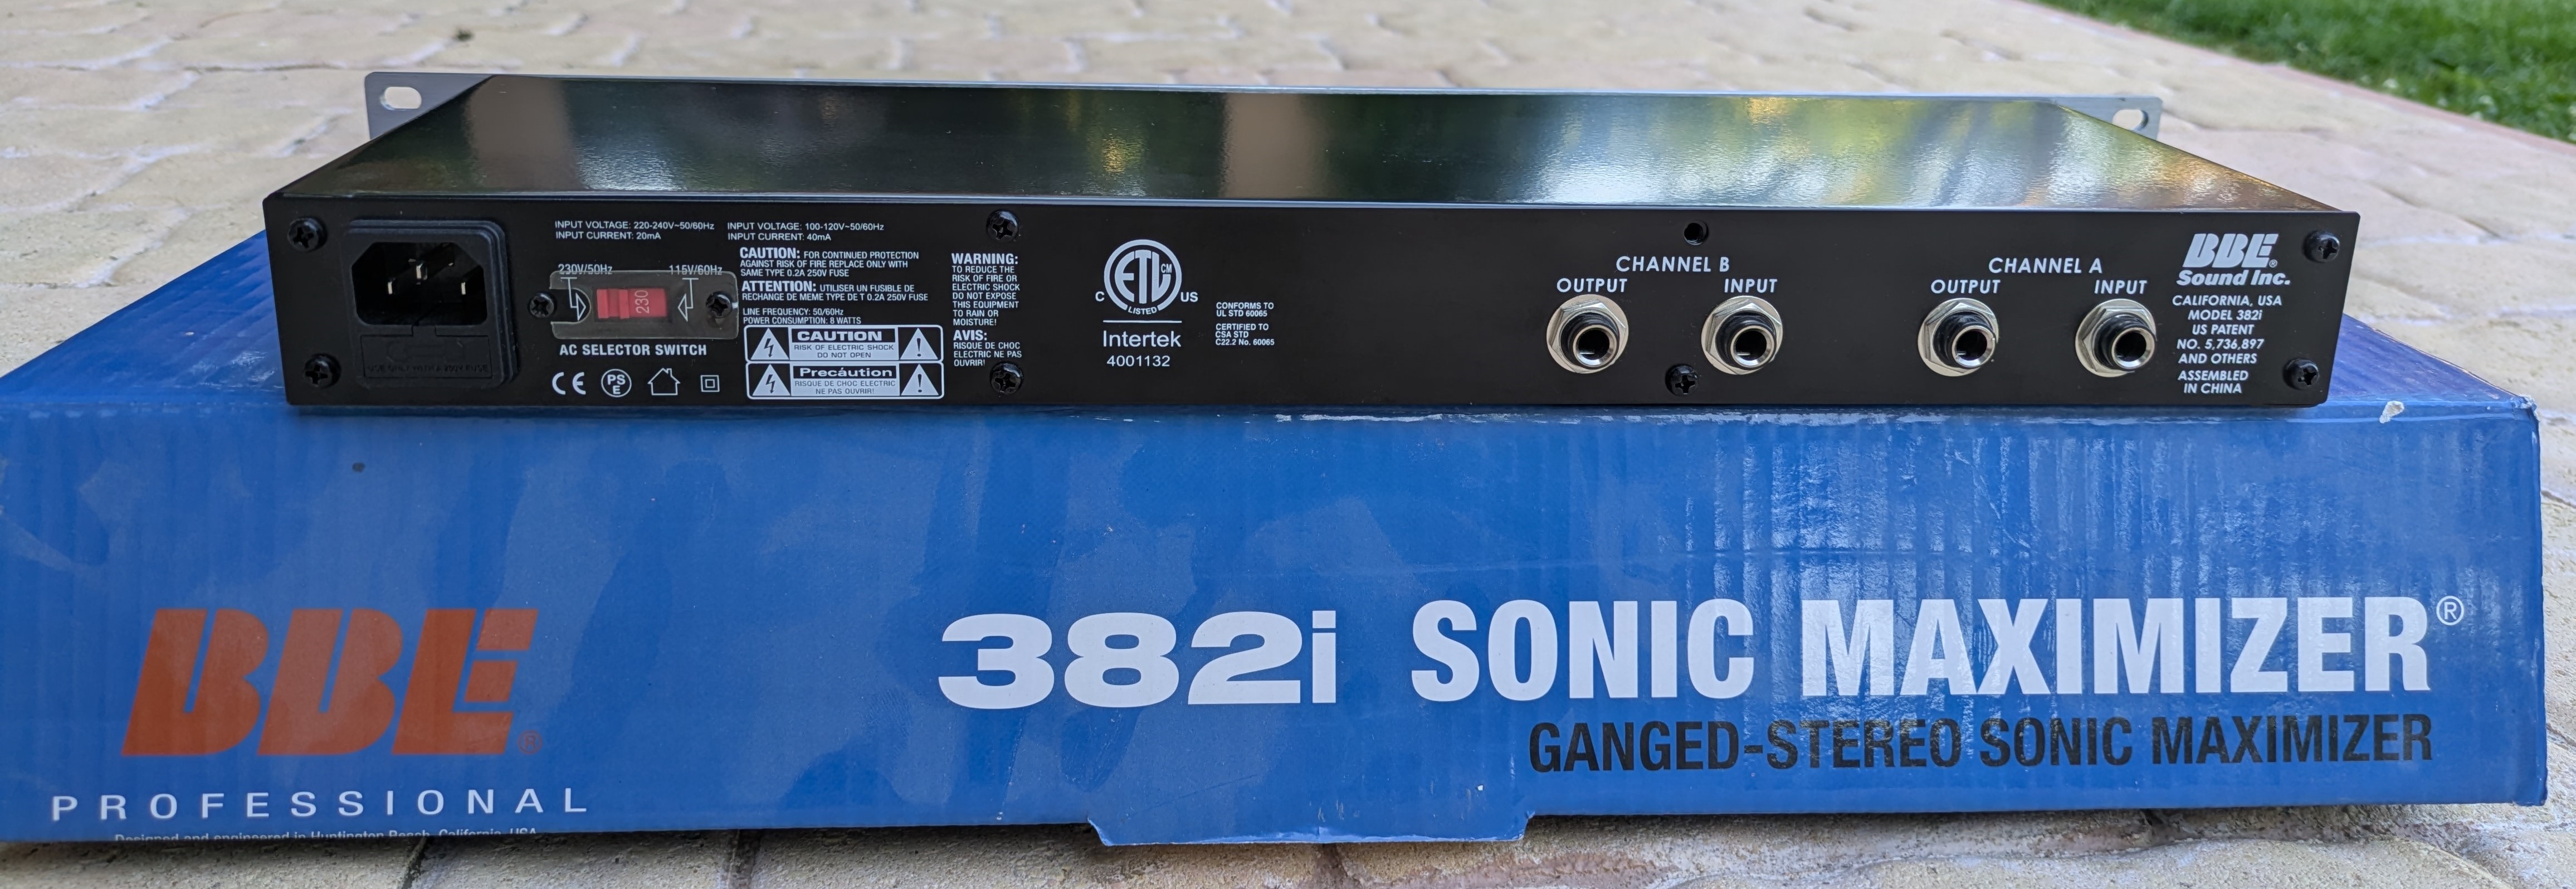 INPUT VOLTAGE: 220-240V~50/60Hz
INPUT CURRENT: 20mA
INPUT VOLTAGE: 100-120V~50/60Hz
INPUT CURRENT: 40mA
230V/50Hz
115V/60Hz
230
AC SELECTOR SWITCH
CE
PS
E
CAUTION: FOR CONTINUED PROTECTION
AGAINST RISK OF FIRE REPLACE ONLY WITH
SAME TYPE 0.2A 250V FUSE
ATTENTION: UTILISER UN FUSIBLE DE
RECHANGE DE MEME TYPE DE T 0.2A 250V FUSE
LINE FREQUENCY: 50/60Hz
POWER CONSUMPTION: 8 WATTS
CAUTION
RISK OF ELECTRIC SHOCK
DO NOT OPEN
Precáution
RISQUE DE CHOC ELECTRIC
NE PAS OUVRIR!
WARNING:
TO REDUCE THE
RISK OF FIRE OR
ELECTRIC SHOCK
DO NOT EXPOSE
THIS EQUIPMENT
TO RAIN OR
MOISTURE!
AVIS:
RISQUE DE CHOC
ELECTRIC NE PAS
OUVRIR!
C ETL CM US
LISTED
Intertek
4001132
CONFORMS TO
UL STD 60065
CERTIFIED TO
CSA STD
C22.2 No. 60065
CHANNEL B
OUTPUT INPUT
CHANNEL A
OUTPUT INPUT
BBE®
Sound Inc.
CALIFORNIA, USA
MODEL 382i
US PATENT
NO. 5,736,897
AND OTHERS
ASSEMBLED
IN CHINA
BBE®
PROFESSIONAL
Designed and engineered in Huntington Beach, California, USA
382i SONIC MAXIMIZER®
GANGED-STEREO SONIC MAXIMIZER